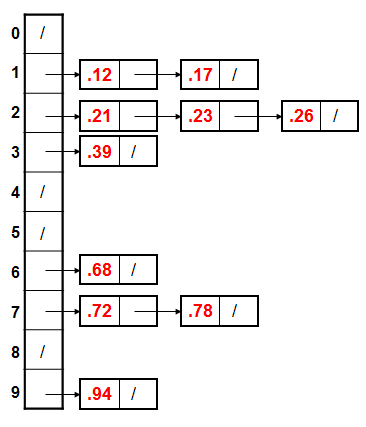 0 /
1 .12 .17 /
2 .21 .23 .26 /
3 .39 /
4 /
5 /
6 .68 /
7 .72 .78 /
8 /
9 .94 /